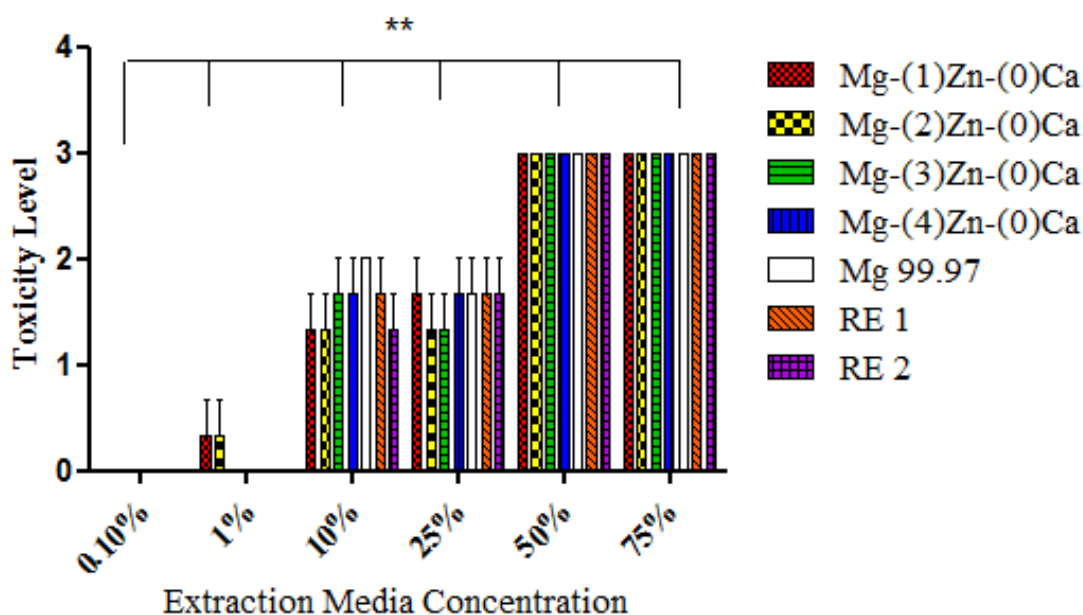 **
4
3
2
1
0
Toxicity Level
0.10%
1%
10%
25%
50%
75%
Extraction Media Concentration
Mg-(1)Zn-(0)Ca
Mg-(2)Zn-(0)Ca
Mg-(3)Zn-(0)Ca
Mg-(4)Zn-(0)Ca
Mg 99.97
RE 1
RE 2